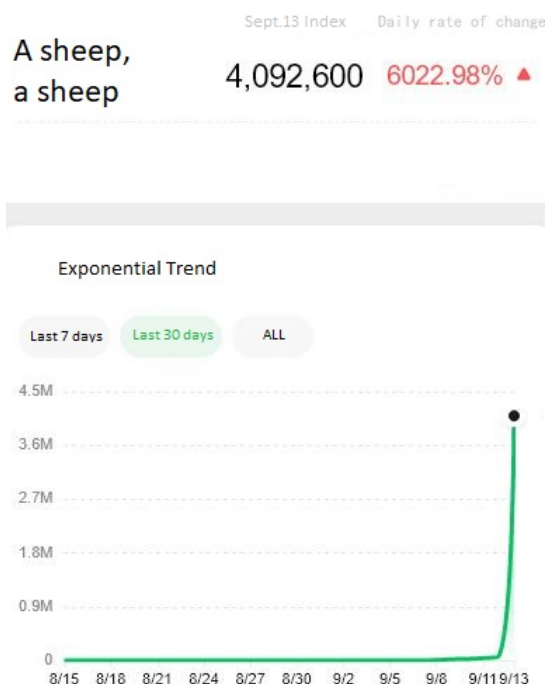 Sept.13 Index Daily rate of change
A sheep,
a sheep
4,092,600 6022.98% ▲
Exponential Trend
Last 7 days Last 30 days ALL
4.5M
3.6M
2.7M
1.8M
0.9M
0
8/15 8/18 8/21 8/24 8/27 8/30 9/2 9/5 9/8 9/11 9/13